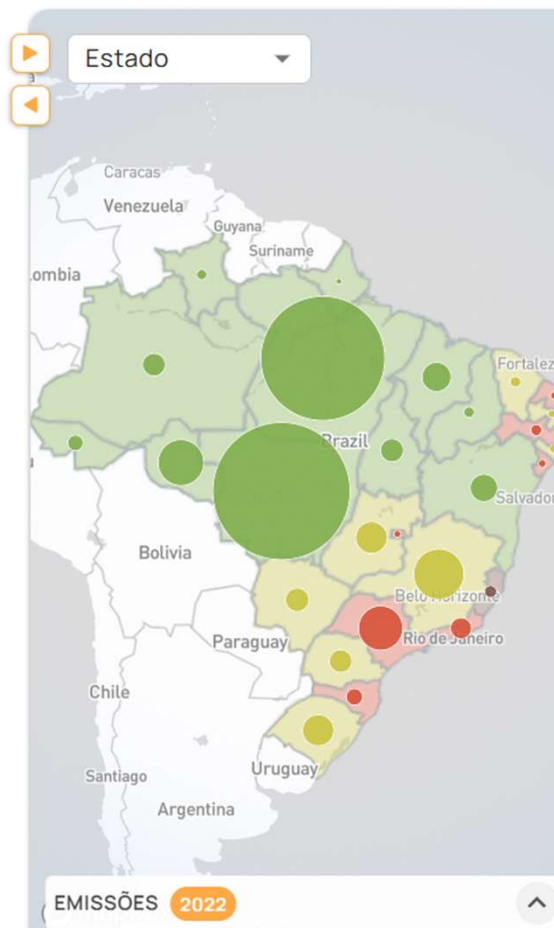 Estado
Caracas
Venezuela
Guyana
Suriname
ombia
Fortalez
Brazil
Salvador
Bolivia
Belo Horizonte
Paraguay
Rio de Janeiro
Chile
Santiago
Uruguay
Argentina
EMISSÕES 2022